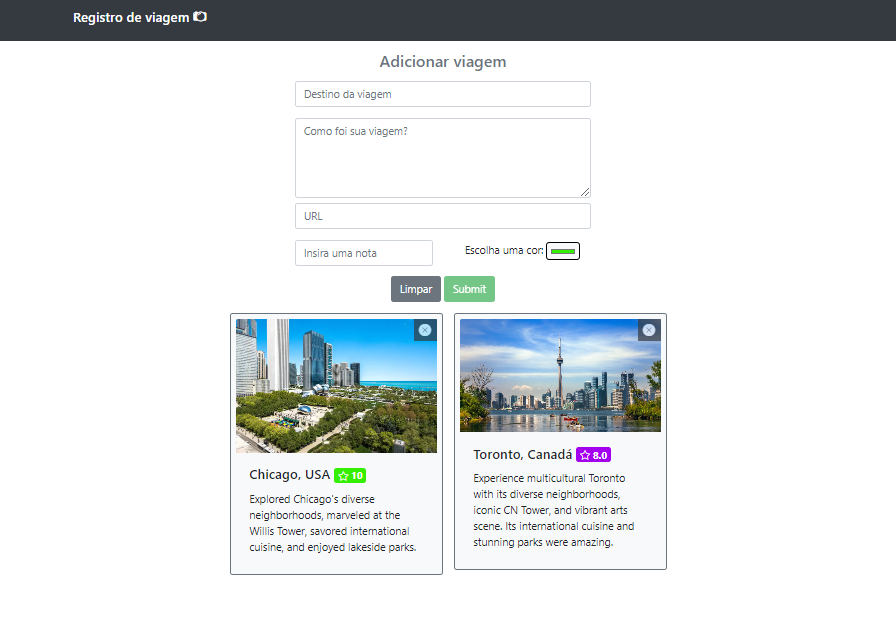 Registro de viagem
Adicionar viagem
Destino da viagem
Como foi sua viagem?
URL
Insira uma nota
Escolha uma cor:
Limpar
Submit
Chicago, USA 10
Explored Chicago's diverse
neighborhoods, marveled at the
Willis Tower, savored international
cuisine, and enjoyed lakeside parks.
Toronto, Canadá 8.0
Experience multicultural Toronto
with its diverse neighborhoods,
iconic CN Tower, and vibrant arts
scene. Its international cuisine and
stunning parks were amazing.